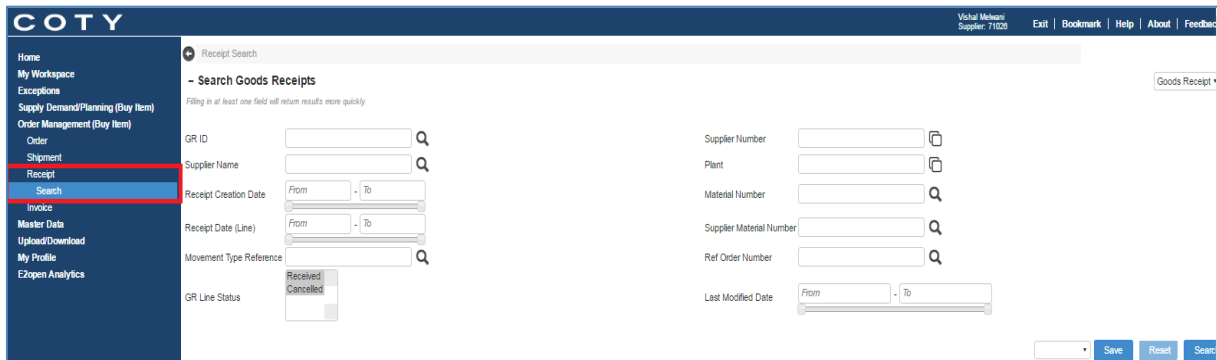 COTY
Vishal Melwani
Supplier: 71026
Exit | Bookmark | Help | About | Feedbac
Home
My Workspace
Exceptions
Supply Demand/Planning (Buy Item)
Order Management (Buy Item)
Order
Shipment
Receipt
Search
Invoice
Master Data
Upload/Download
My Profile
E2open Analytics
Receipt Search
– Search Goods Receipts
Goods Receipt
Filling in at least one field will return results more quickly.
GR ID
Supplier Number
Supplier Name
Plant
Receipt Creation Date From - To
Material Number
Receipt Date (Line) From - To
Supplier Material Number
Movement Type Reference
Ref Order Number
GR Line Status
Received
Cancelled
Last Modified Date From - To
Save Reset Searc